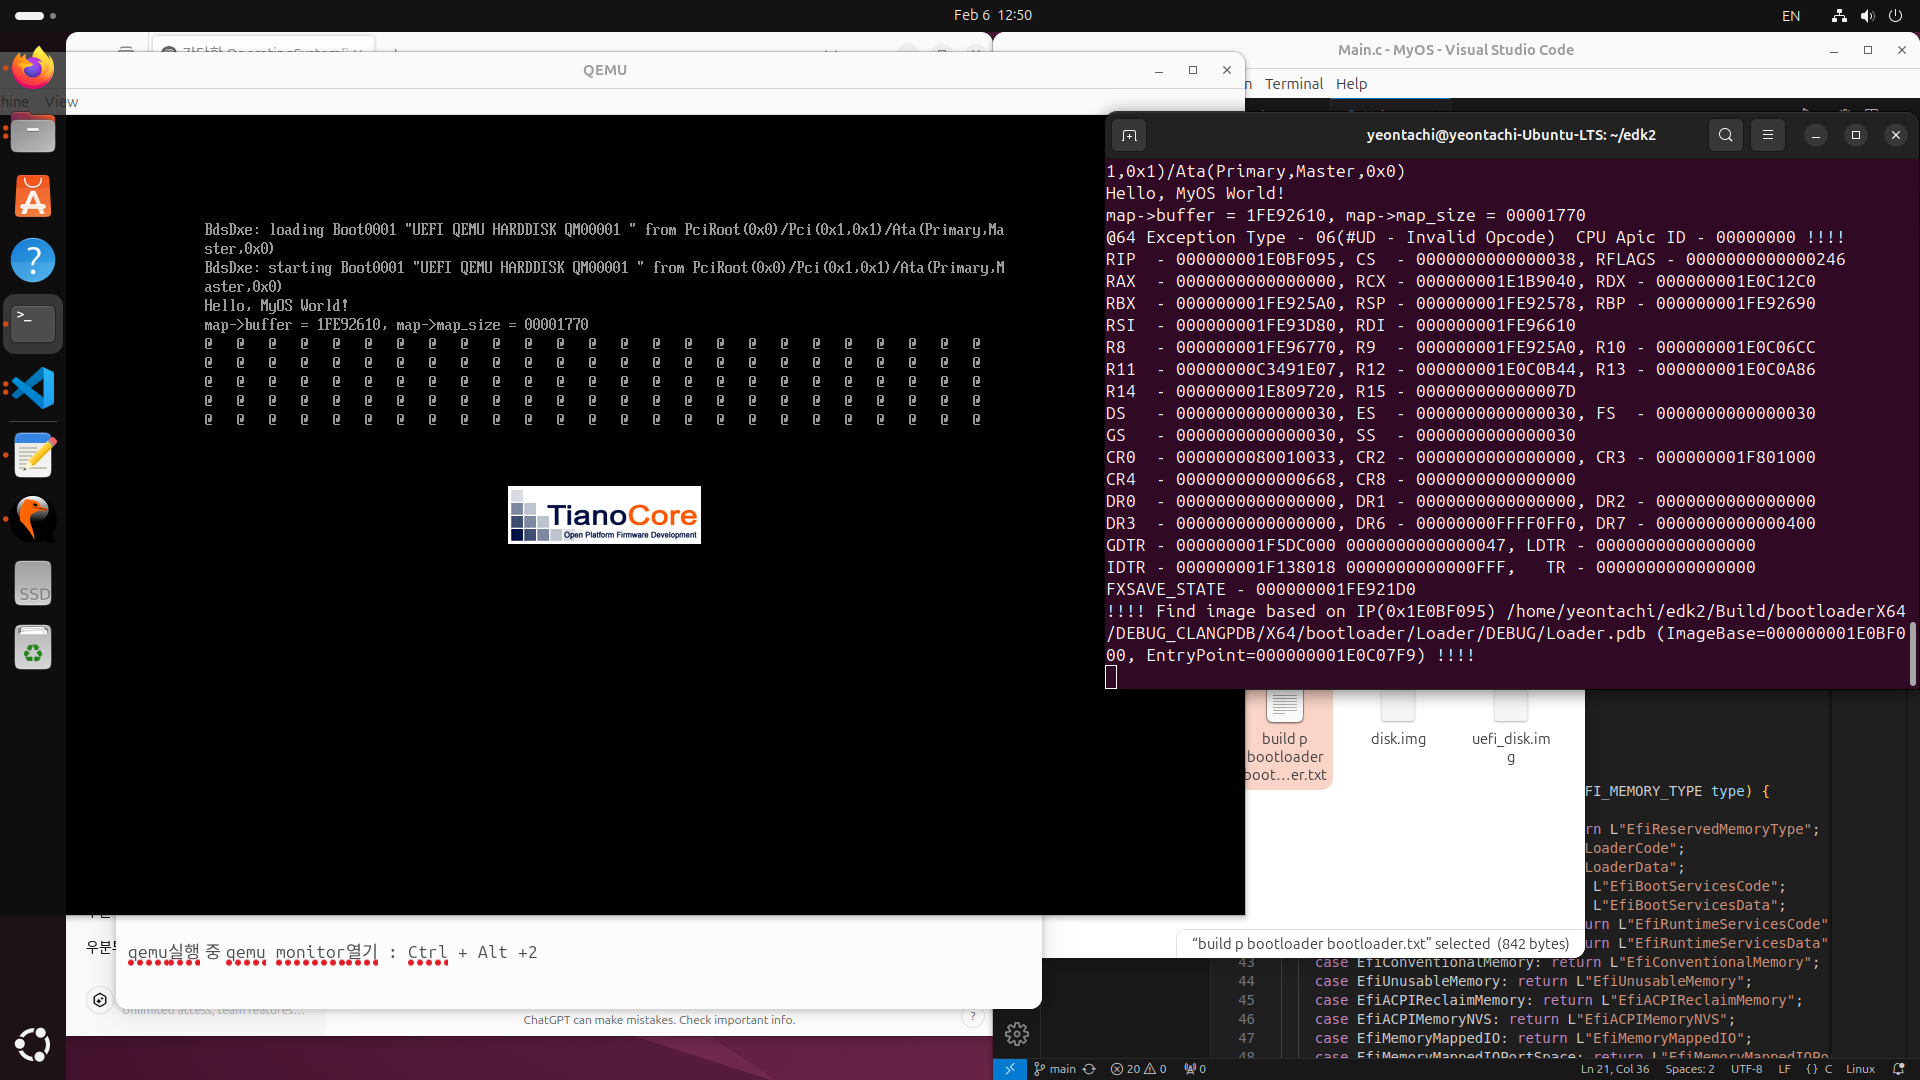 Feb 6 12:50
EN
QEMU
hine View
BdsDxe: loading Boot0001 "UEFI QEMU HARDDISK QM00001 " from PciRoot(0x0)/Pci(0x1,0x1)/Ata(Primary,Ma
ster,0x0)
BdsDxe: starting Boot0001 "UEFI QEMU HARDDISK QM00001 " from PciRoot(0x0)/Pci(0x1,0x1)/Ata(Primary,M
aster,0x0)
Hello, MyOS World!
map->buffer = 1FE92610, map->map_size = 00001770
@ @ @ @ @ @ @ @ @ @ @ @ @ @ @ @ @ @ @ @ @ @ @ @ @
@ @ @ @ @ @ @ @ @ @ @ @ @ @ @ @ @ @ @ @ @ @ @ @ @
@ @ @ @ @ @ @ @ @ @ @ @ @ @ @ @ @ @ @ @ @ @ @ @ @
@ @ @ @ @ @ @ @ @ @ @ @ @ @ @ @ @ @ @ @ @ @ @ @ @
@ @ @ @ @ @ @ @ @ @ @ @ @ @ @ @ @ @ @ @ @ @ @ @ @
TianoCore
Open Platform Firmware Development
SSD
Main.c - MyOS - Visual Studio Code
n Terminal Help
yeontachi@yeontachi-Ubuntu-LTS: ~/edk2
1,0x1)/Ata(Primary,Master,0x0)
Hello, MyOS World!
map->buffer = 1FE92610, map->map_size = 00001770
@64 Exception Type - 06(#UD - Invalid Opcode)  CPU Apic ID - 00000000 !!!!
RIP  - 000000001E0BF095, CS  - 0000000000000038, RFLAGS - 0000000000000246
RAX  - 0000000000000000, RCX - 000000001E1B9040, RDX - 000000001E0C12C0
RBX  - 000000001FE925A0, RSP - 000000001FE92578, RBP - 000000001FE92690
RSI  - 000000001FE93D80, RDI - 000000001FE96610
R8   - 000000001FE96770, R9  - 000000001FE925A0, R10 - 000000001E0C06CC
R11  - 00000000C3491E07, R12 - 000000001E0C0B44, R13 - 000000001E0C0A86
R14  - 000000001E809720, R15 - 000000000000007D
DS   - 0000000000000030, ES  - 0000000000000030, FS  - 0000000000000030
GS   - 0000000000000030, SS  - 0000000000000030
CR0  - 0000000080010033, CR2 - 0000000000000000, CR3 - 000000001F801000
CR4  - 0000000000000668, CR8 - 0000000000000000
DR0  - 0000000000000000, DR1 - 0000000000000000, DR2 - 0000000000000000
DR3  - 0000000000000000, DR6 - 00000000FFFF0FF0, DR7 - 0000000000000400
GDTR - 000000001F5DC000 0000000000000047, LDTR - 0000000000000000
IDTR - 000000001F138018 0000000000000FFF,   TR - 0000000000000000
FXSAVE_STATE - 000000001FE921D0
!!!! Find image based on IP(0x1E0BF095) /home/yeontachi/edk2/Build/bootloaderX64
/DEBUG_CLANGPDB/X64/bootloader/Loader/DEBUG/Loader.pdb (ImageBase=000000001E0BF0
00, EntryPoint=000000001E0C07F9) !!!!
build p
bootloader
boot…er.txt
disk.img
uefi_disk.im
g
“build p bootloader bootloader.txt” selected (842 bytes)
FI_MEMORY_TYPE type) {
rn L"EfiReservedMemoryType";
LoaderCode";
LoaderData";
L"EfiBootServicesCode";
L"EfiBootServicesData";
urn L"EfiRuntimeServicesCode"
urn L"EfiRuntimeServicesData"
43 case EfiConventionalMemory: return L"EfiConventionalMemory";
44 case EfiUnusableMemory: return L"EfiUnusableMemory";
45 case EfiACPIReclaimMemory: return L"EfiACPIReclaimMemory";
46 case EfiACPIMemoryNVS: return L"EfiACPIMemoryNVS";
47 case EfiMemoryMappedIO: return L"EfiMemoryMappedIO";
48 case EfiMemoryMappedIOPortSpace: return L"EfiMemoryMappedIOPo
우분투
qemu실행 중 qemu monitor열기 : Ctrl + Alt +2
Unlimited access, team features…
ChatGPT can make mistakes. Check important info.
?
main 20 0 0
Ln 21, Col 36 Spaces: 2 UTF-8 LF {} C Linux